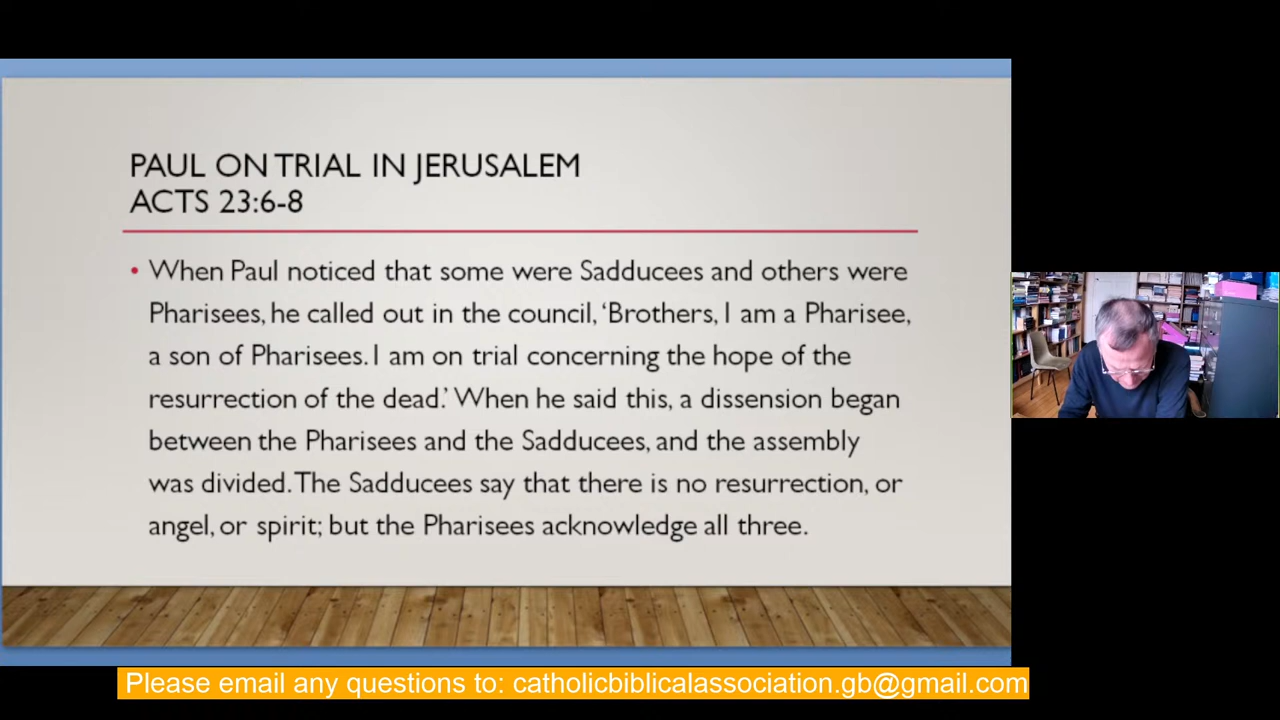 PAUL ON TRIAL IN JERUSALEM
ACTS 23:6-8
• When Paul noticed that some were Sadducees and others were
Pharisees, he called out in the council, ‘Brothers, I am a Pharisee,
a son of Pharisees. I am on trial concerning the hope of the
resurrection of the dead.’ When he said this, a dissension began
between the Pharisees and the Sadducees, and the assembly
was divided. The Sadducees say that there is no resurrection, or
angel, or spirit; but the Pharisees acknowledge all three.
Please email any questions to: catholicbiblicalassociation.gb@gmail.com